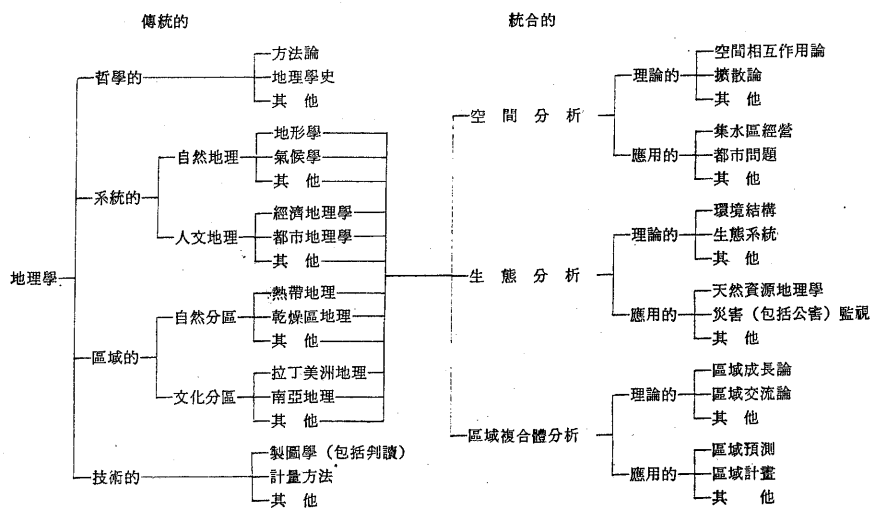 傳統的
統合的
地理學
哲學的
方法論
地理學史
其他
系統的
自然地理
地形學
氣候學
其他
人文地理
經濟地理學
都市地理學
其他
區域的
自然分區
熱帶地理
乾燥區地理
其他
文化分區
拉丁美洲地理
南亞地理
其他
技術的
製圖學（包括判讀）
計量方法
其他
空間分析
理論的
空間相互作用論
擴散論
其他
應用的
集水區經營
都市問題
其他
生態分析
理論的
環境結構
生態系統
其他
應用的
天然資源地理學
災害（包括公害）監視
其他
區域複合體分析
理論的
區域成長論
區域交流論
其他
應用的
區域預測
區域計畫
其他